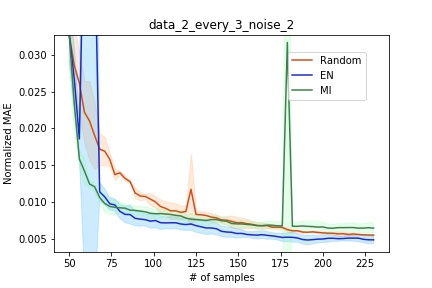 data_2_every_3_noise_2
Normalized MAE
0.030
0.025
0.020
0.015
0.010
0.005
Random
EN
MI
50 75 100 125 150 175 200 225
# of samples